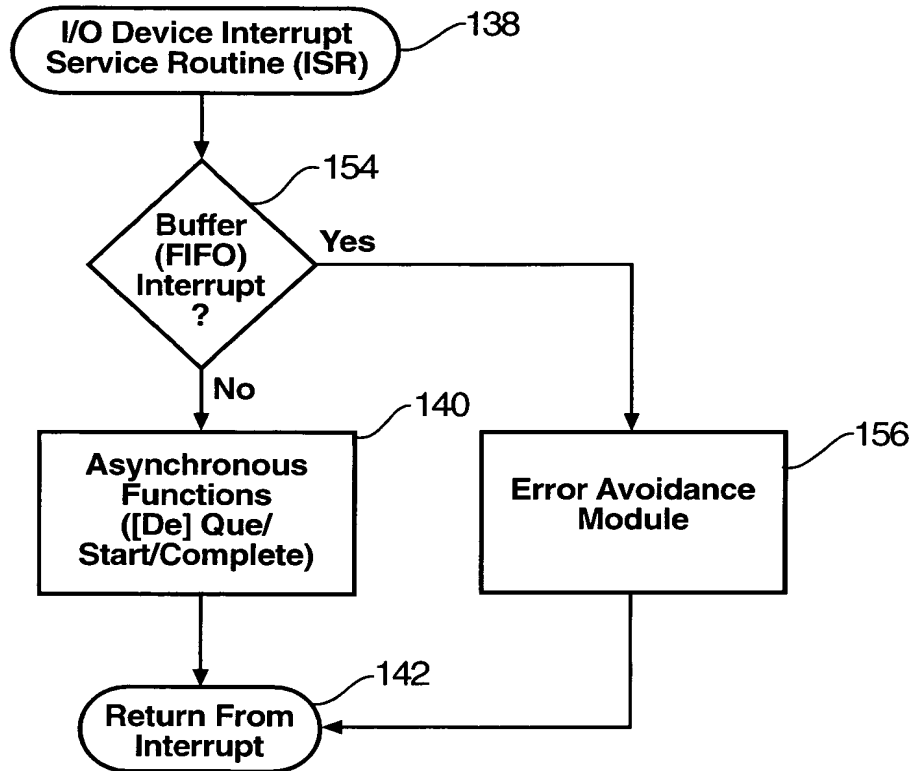 I/O Device Interrupt
Service Routine (ISR)
138
154
Buffer
(FIFO)
Interrupt
?
Yes
No
140
Asynchronous
Functions
([De] Que/
Start/Complete)
156
Error Avoidance
Module
142
Return From
Interrupt